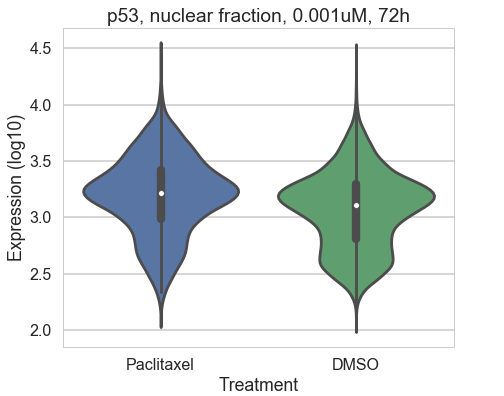 p53, nuclear fraction, 0.001uM, 72h
4.5
4.0
3.5
3.0
2.5
2.0
Expression (log10)
Paclitaxel DMSO
Treatment